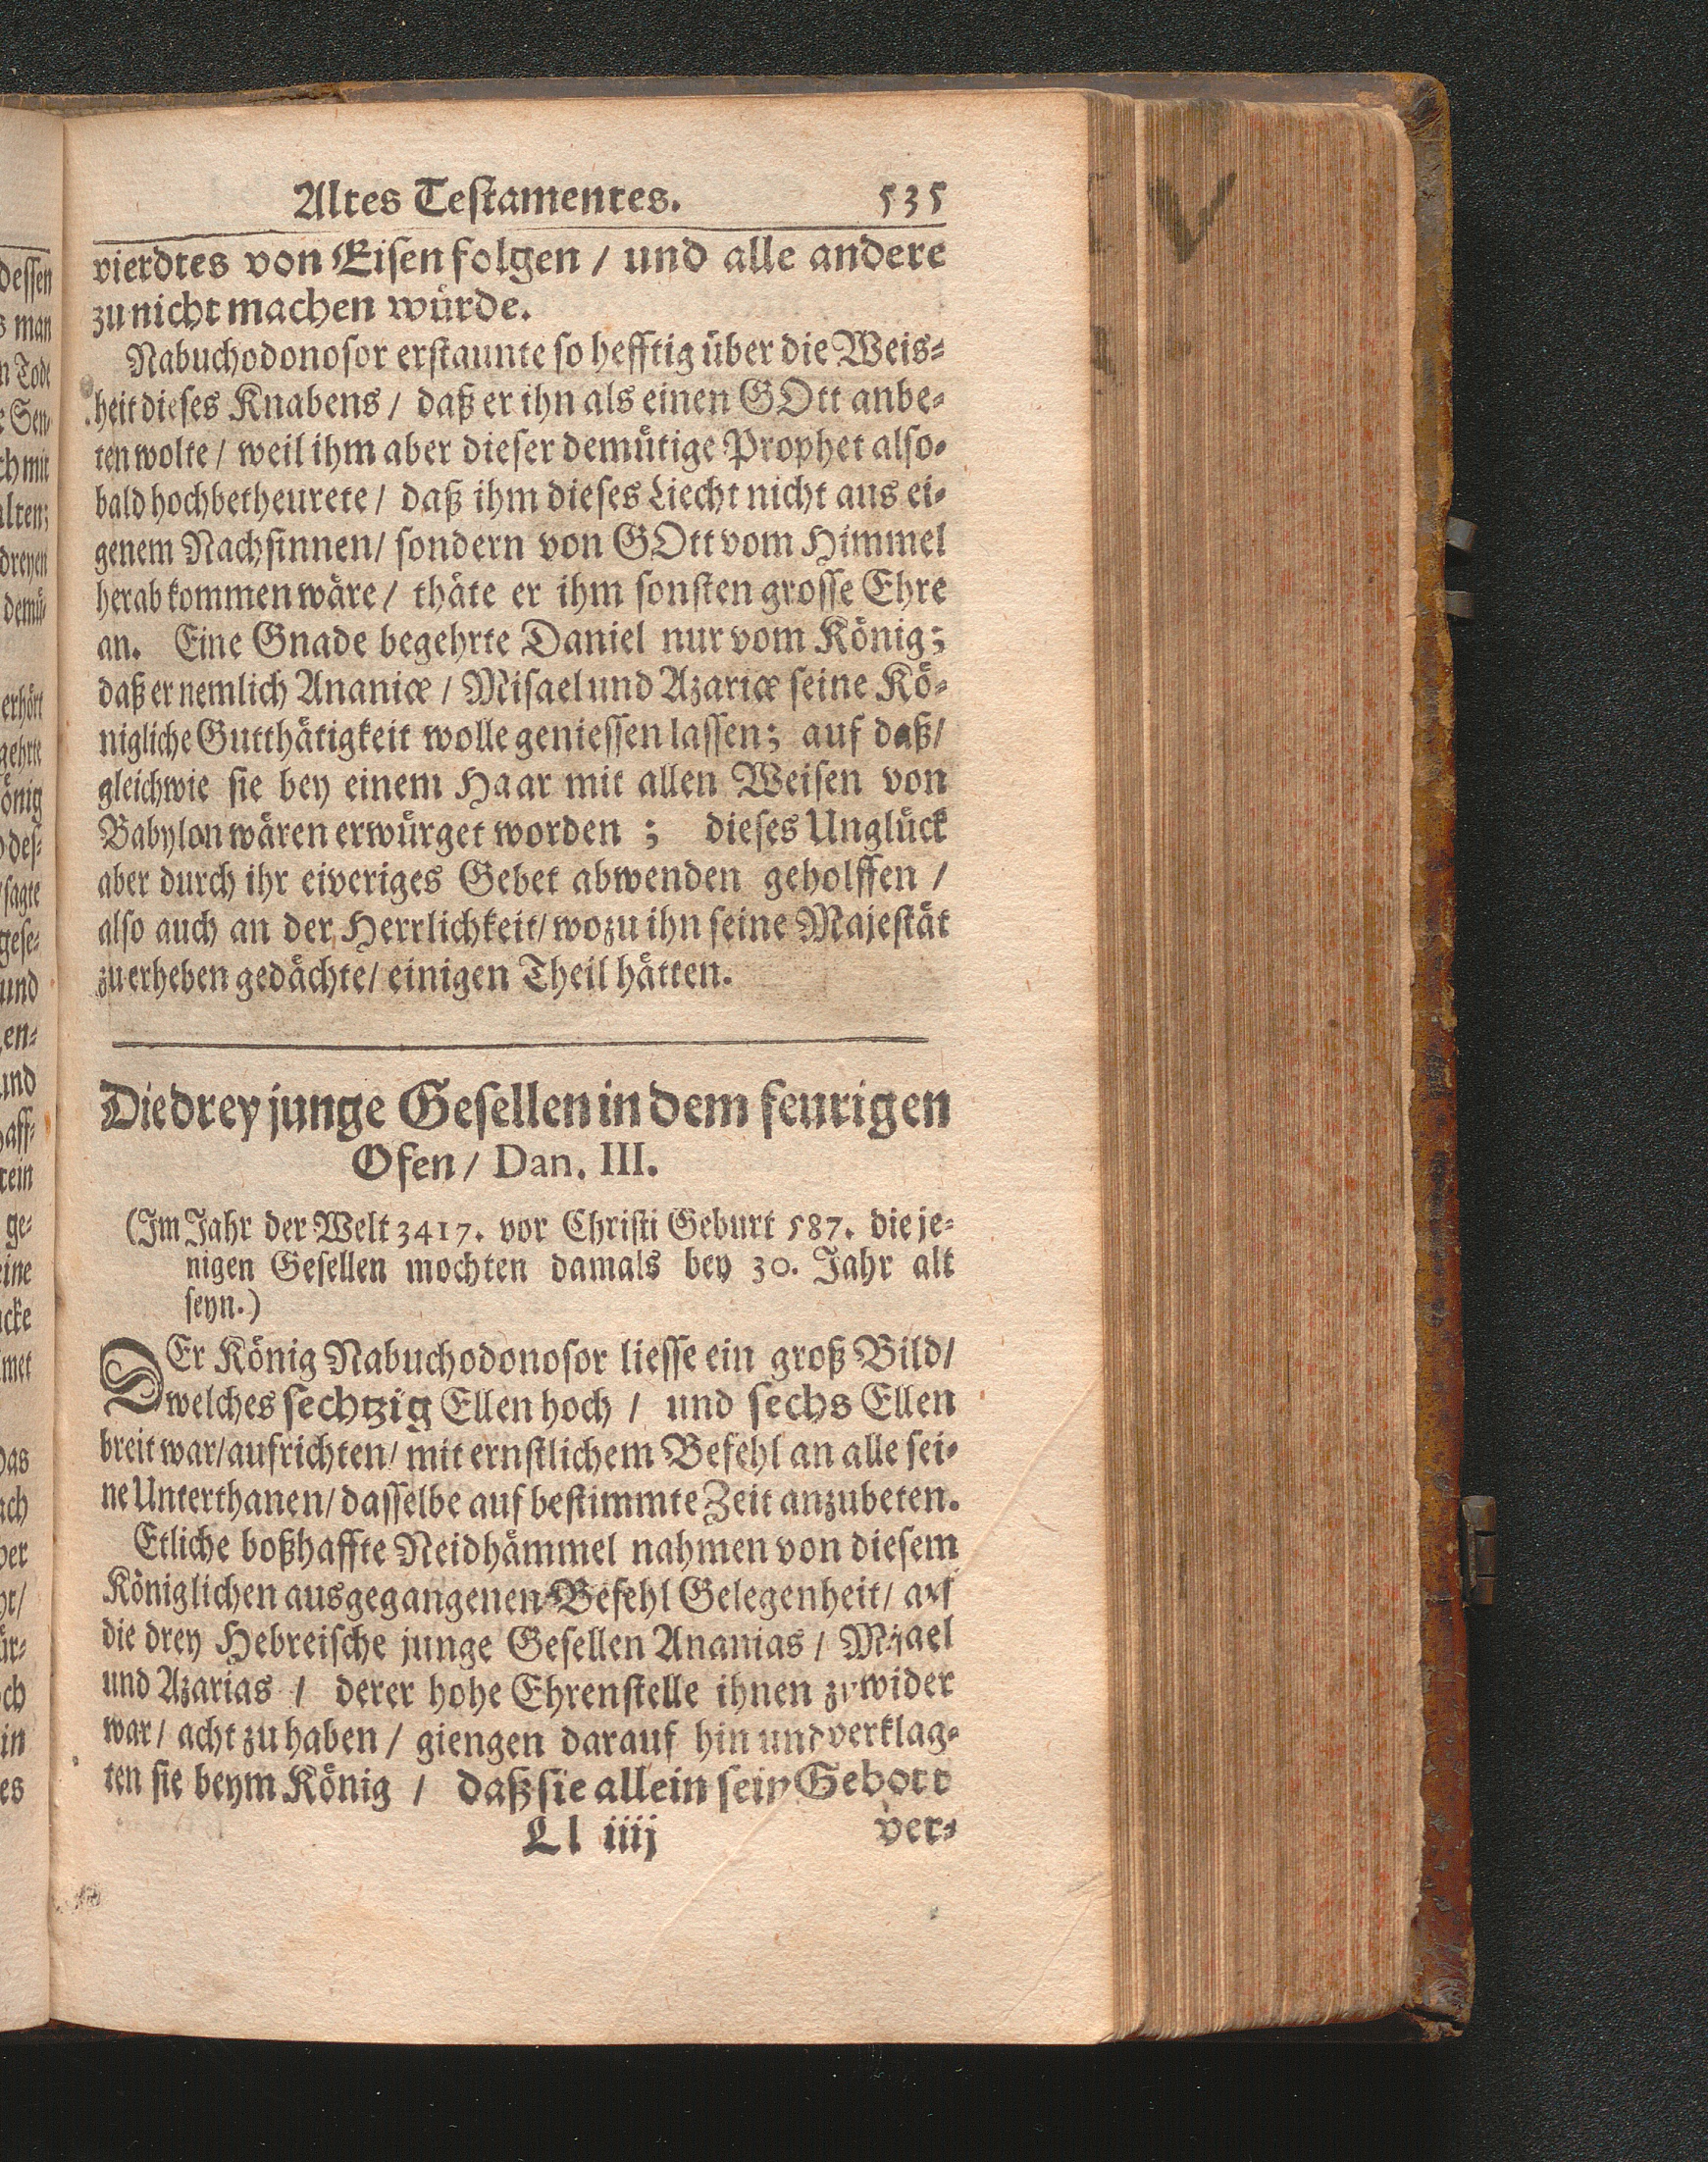 Altes Testamentes. 535
vierdtes von Eisen folgen / und alle andere
zu nicht machen würde.
Nabuchodonosor erstaunte so hefftig über die Weis-
heit dieses Knabens / daß er ihn als einen GOtt anbe-
ten wolte / weil ihm aber dieser demütige Prophet also-
bald hochbetheurete / daß ihm dieses Liecht nicht aus ei-
genem Nachsinnen / sondern von GOtt vom Himmel
herab kommen wäre / thäte er ihm sonsten grosse Ehre
an. Eine Gnade begehrte Daniel nur vom König;
daß er nemlich Ananiæ / Misael und Azariæ seine Kö-
nigliche Gutthätigkeit wolle geniessen lassen; auf daß /
gleichwie sie bey einem Haar mit allen Weisen von
Babylon wären erwürget worden ; dieses Unglück
aber durch ihr eiveriges Gebet abwenden geholffen /
also auch an der Herrlichkeit / wozu ihn seine Majestät
zu erheben gedächte / einigen Theil hätten.
Die drey junge Gesellen in dem feurigen
Ofen / Dan. III.
(Im Jahr der Welt 3417. vor Christi Geburt 587. die je-
nigen Gesellen mochten damals bey 30. Jahr alt
seyn.)
DEr König Nabuchodonosor liesse ein groß Bild /
welches sechtzig Ellen hoch / und sechs Ellen
breit war / aufrichten / mit ernstlichem Befehl an alle sei-
ne Unterthanen / dasselbe auf bestimmte Zeit anzubeten.
Etliche boßhaffte Neidhämmel nahmen von diesem
Königlichen ausgegangenen Befehl Gelegenheit / auf
die drey Hebreische junge Gesellen Ananias / Misael
und Azarias / derer hohe Ehrenstelle ihnen zuwider
war / acht zu haben / giengen darauf hin und verklag-
ten sie beym König / daß sie allein sein Gebott
Ll iiij ver-